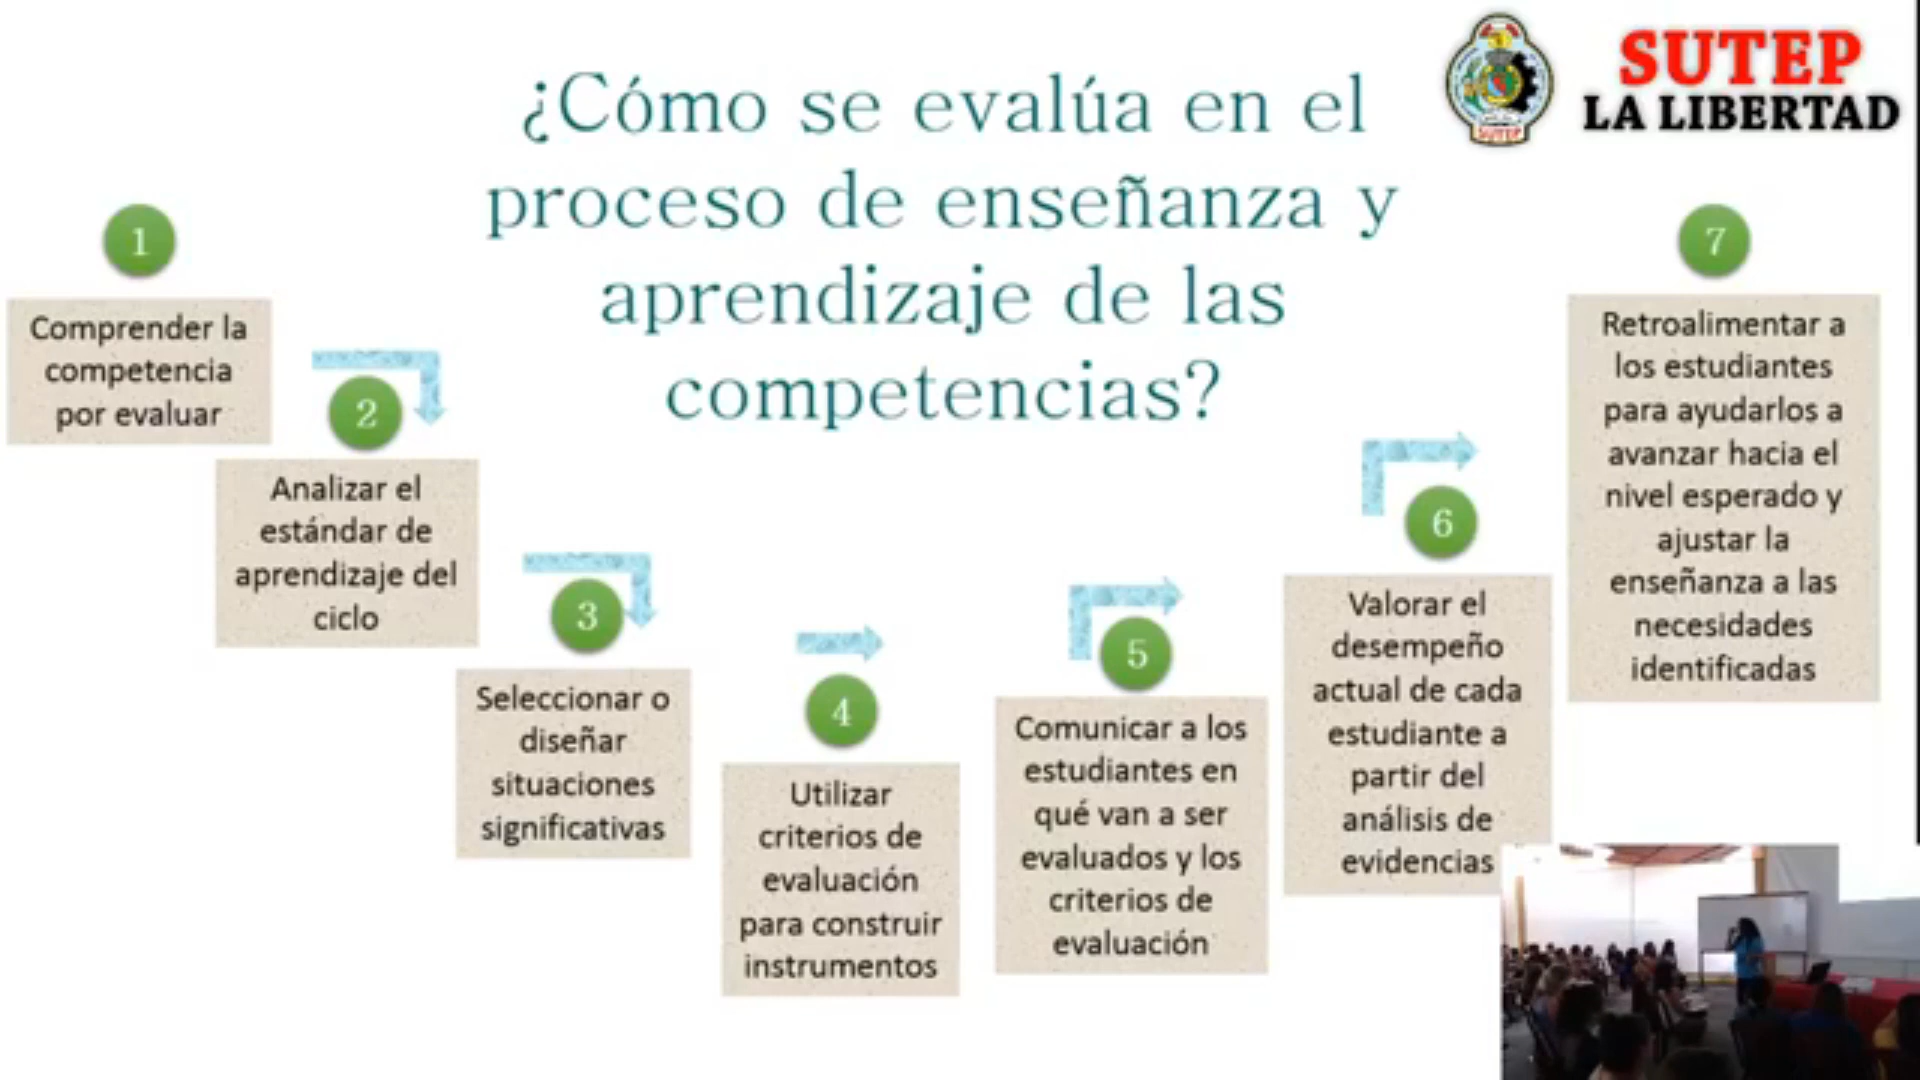 ¿Cómo se evalúa en el
proceso de enseñanza y
aprendizaje de las
competencias?
SUTEP
SUTEP
LA LIBERTAD
1
Comprender la
competencia
por evaluar
2
Analizar el
estándar de
aprendizaje del
ciclo
3
Seleccionar o
diseñar
situaciones
significativas
4
Utilizar
criterios de
evaluación
para construir
instrumentos
5
Comunicar a los
estudiantes en
qué van a ser
evaluados y los
criterios de
evaluación
6
Valorar el
desempeño
actual de cada
estudiante a
partir del
análisis de
evidencias
7
Retroalimentar a
los estudiantes
para ayudarlos a
avanzar hacia el
nivel esperado y
ajustar la
enseñanza a las
necesidades
identificadas